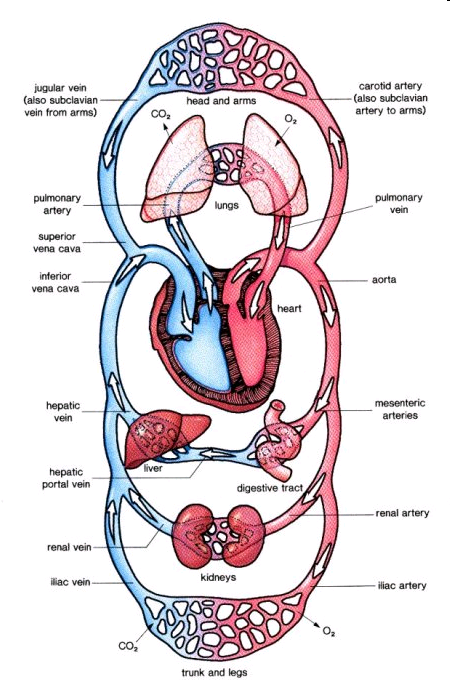 jugular vein
(also subclavian
vein from arms)
head and arms
carotid artery
(also subclavian
artery to arms)
CO₂
O₂
pulmonary
artery
lungs
pulmonary
vein
superior
vena cava
inferior
vena cava
aorta
heart
hepatic
vein
mesenteric
arteries
liver
hepatic
portal vein
digestive tract
renal artery
renal vein
kidneys
iliac vein
iliac artery
CO₂
O₂
trunk and legs